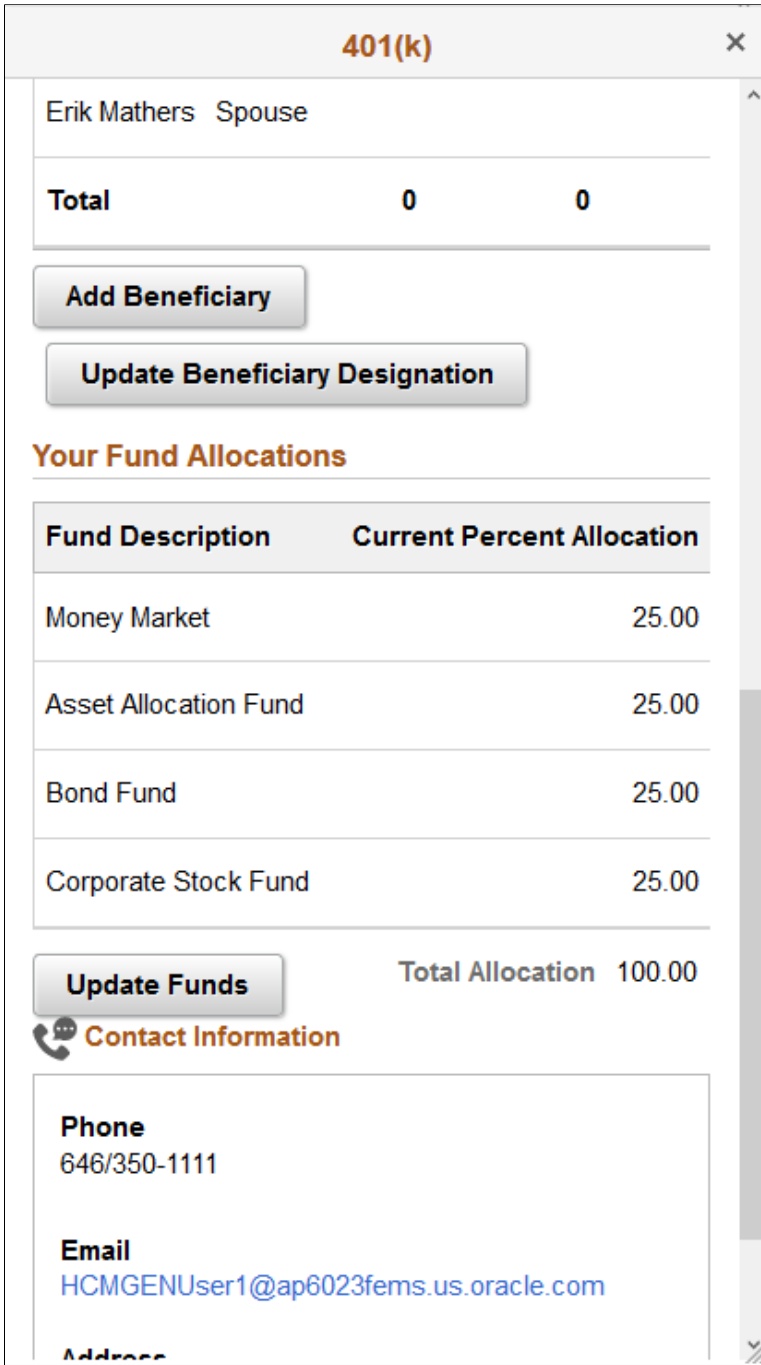 401(k) ×
Erik Mathers Spouse
Total 0 0
Add Beneficiary
Update Beneficiary Designation
Your Fund Allocations
Fund Description Current Percent Allocation
Money Market 25.00
Asset Allocation Fund 25.00
Bond Fund 25.00
Corporate Stock Fund 25.00
Update Funds Total Allocation 100.00
Contact Information
Phone
646/350-1111
Email
HCMGENUser1@ap6023fems.us.oracle.com
Address